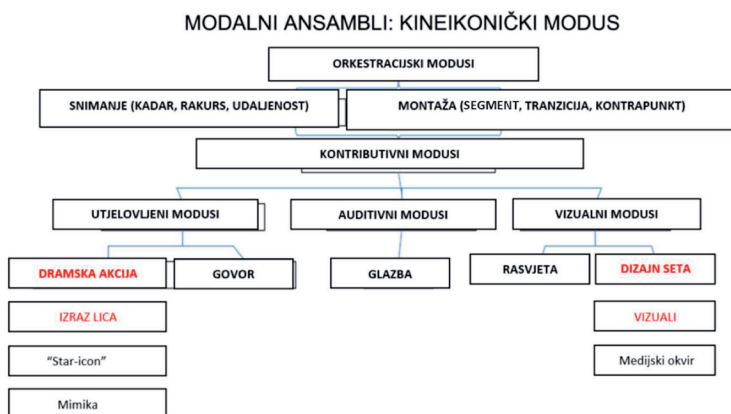 MODALNI ANSAMBLI: KINEIKONIČKI MODUS
ORKESTRACIJSKI MODUSI
SNIMANJE (KADAR, RAKURS, UDALJENOST)
MONTAŽA (SEGMENT, TRANZICIJA, KONTRAPUNKT)
KONTRIBUTIVNI MODUSI
UTJELOVLJENI MODUSI
AUDITIVNI MODUSI
VIZUALNI MODUSI
DRAMSKA AKCIJA
GOVOR
GLAZBA
RASVJETA
DIZAJN SETA
IZRAZ LICA
VIZUALI
"Star-icon"
Medijski okvir
Mimika